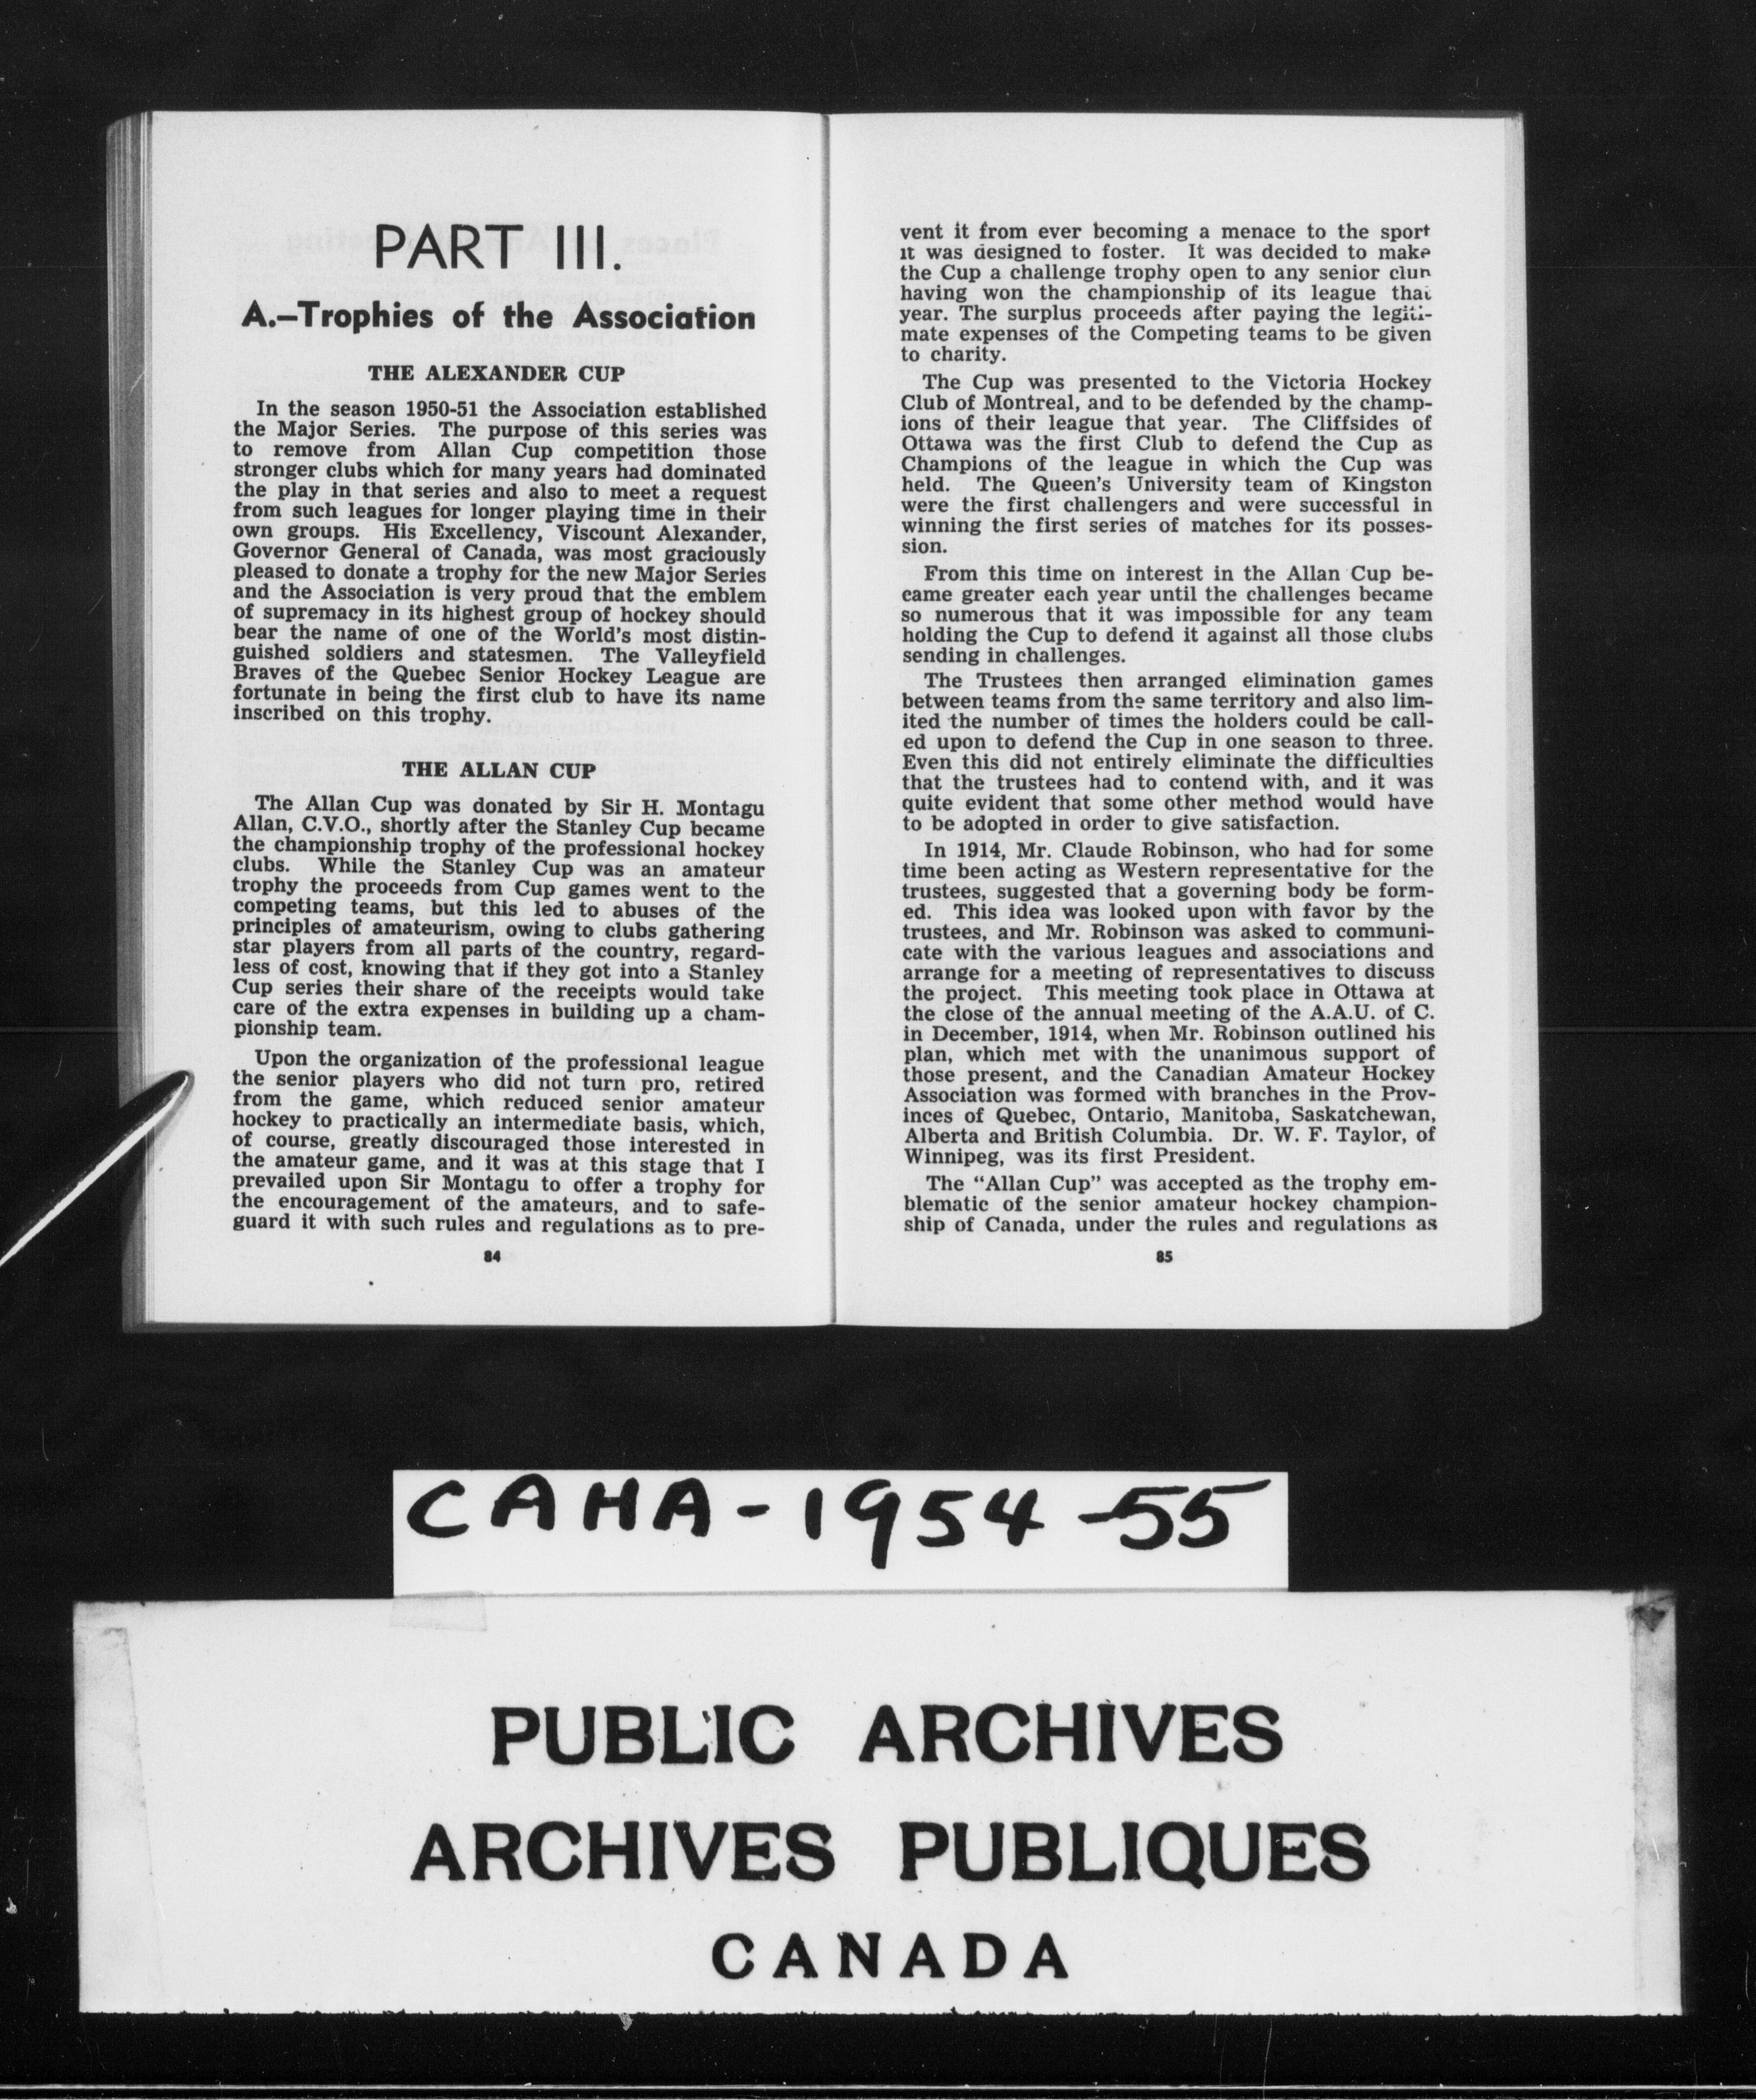 PART III.
A.—Trophies of the Association
THE ALEXANDER CUP
In the season 1950-51 the Association established
the Major Series. The purpose of this series was
to remove from Allan Cup competition those
stronger clubs which for many years had dominated
the play in that series and also to meet a request
from such leagues for longer playing time in their
own groups. His Excellency, Viscount Alexander,
Governor General of Canada, was most graciously
pleased to donate a trophy for the new Major Series
and the Association is very proud that the emblem
of supremacy in its highest group of hockey should
bear the name of one of the World's most distin-
guished soldiers and statesmen. The Valleyfield
Braves of the Quebec Senior Hockey League are
fortunate in being the first club to have its name
inscribed on this trophy.
THE ALLAN CUP
The Allan Cup was donated by Sir H. Montagu
Allan, C.V.O., shortly after the Stanley Cup became
the championship trophy of the professional hockey
clubs. While the Stanley Cup was an amateur
trophy the proceeds from Cup games went to the
competing teams, but this led to abuses of the
principles of amateurism, owing to clubs gathering
star players from all parts of the country, regard-
less of cost, knowing that if they got into a Stanley
Cup series their share of the receipts would take
care of the extra expenses in building up a cham-
pionship team.
Upon the organization of the professional league
the senior players who did not turn pro, retired
from the game, which reduced senior amateur
hockey to practically an intermediate basis, which,
of course, greatly discouraged those interested in
the amateur game, and it was at this stage that I
prevailed upon Sir Montagu to offer a trophy for
the encouragement of the amateurs, and to safe-
guard it with such rules and regulations as to pre-
84
vent it from ever becoming a menace to the sport
it was designed to foster. It was decided to make
the Cup a challenge trophy open to any senior club
having won the championship of its league that
year. The surplus proceeds after paying the legiti-
mate expenses of the Competing teams to be given
to charity.
The Cup was presented to the Victoria Hockey
Club of Montreal, and to be defended by the champ-
ions of their league that year. The Cliffsides of
Ottawa was the first Club to defend the Cup as
Champions of the league in which the Cup was
held. The Queen's University team of Kingston
were the first challengers and were successful in
winning the first series of matches for its posses-
sion.
From this time on interest in the Allan Cup be-
came greater each year until the challenges became
so numerous that it was impossible for any team
holding the Cup to defend it against all those clubs
sending in challenges.
The Trustees then arranged elimination games
between teams from the same territory and also lim-
ited the number of times the holders could be call-
ed upon to defend the Cup in one season to three.
Even this did not entirely eliminate the difficulties
that the trustees had to contend with, and it was
quite evident that some other method would have
to be adopted in order to give satisfaction.
In 1914, Mr. Claude Robinson, who had for some
time been acting as Western representative for the
trustees, suggested that a governing body be form-
ed. This idea was looked upon with favor by the
trustees, and Mr. Robinson was asked to communi-
cate with the various leagues and associations and
arrange for a meeting of representatives to discuss
the project. This meeting took place in Ottawa at
the close of the annual meeting of the A.A.U. of C.
in December, 1914, when Mr. Robinson outlined his
plan, which met with the unanimous support of
those present, and the Canadian Amateur Hockey
Association was formed with branches in the Prov-
inces of Quebec, Ontario, Manitoba, Saskatchewan,
Alberta and British Columbia. Dr. W. F. Taylor, of
Winnipeg, was its first President.
The "Allan Cup" was accepted as the trophy em-
blematic of the senior amateur hockey champion-
ship of Canada, under the rules and regulations as
85
CAHA-1954-55
PUBLIC ARCHIVES
ARCHIVES PUBLIQUES
CANADA